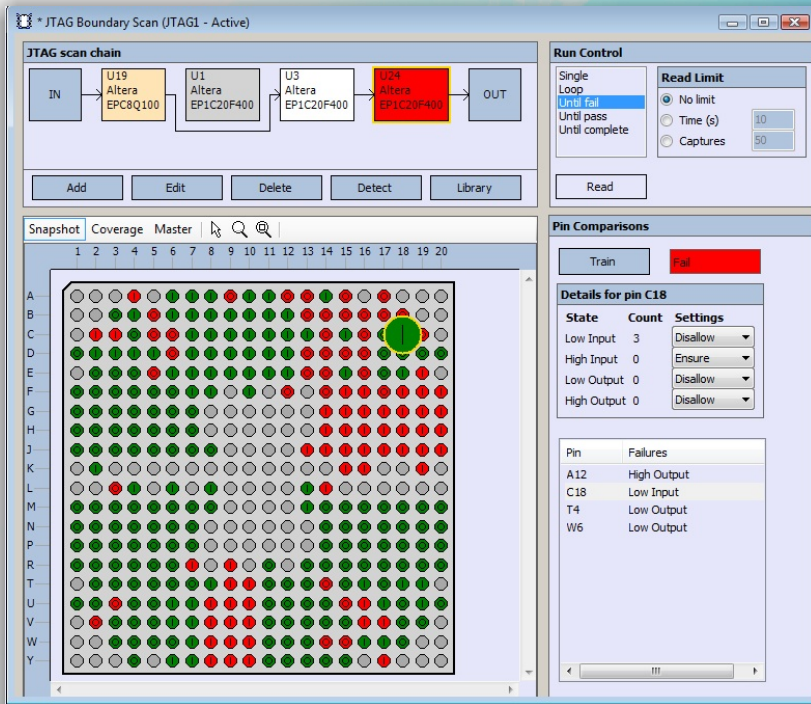 * JTAG Boundary Scan (JTAG1 - Active)
JTAG scan chain
IN
U19
Altera
EPC8Q100
U1
Altera
EP1C20F400
U3
Altera
EP1C20F400
U24
Altera
EP1C20F400
OUT
Add
Edit
Delete
Detect
Library
Run Control
Single
Loop
Until fail
Until pass
Until complete
Read Limit
No limit
Time (s)
10
Captures
50
Read
Snapshot
Coverage
Master
1 2 3 4 5 6 7 8 9 10 11 12 13 14 15 16 17 18 19 20
A
B
C
D
E
F
G
H
J
K
L
M
N
P
R
T
U
V
W
Y
Pin Comparisons
Train
Fail
Details for pin C18
State Count Settings
Low Input 3 Disallow
High Input 0 Ensure
Low Output 0 Disallow
High Output 0 Disallow
Pin Failures
A12 High Output
C18 Low Input
T4 Low Output
W6 Low Output